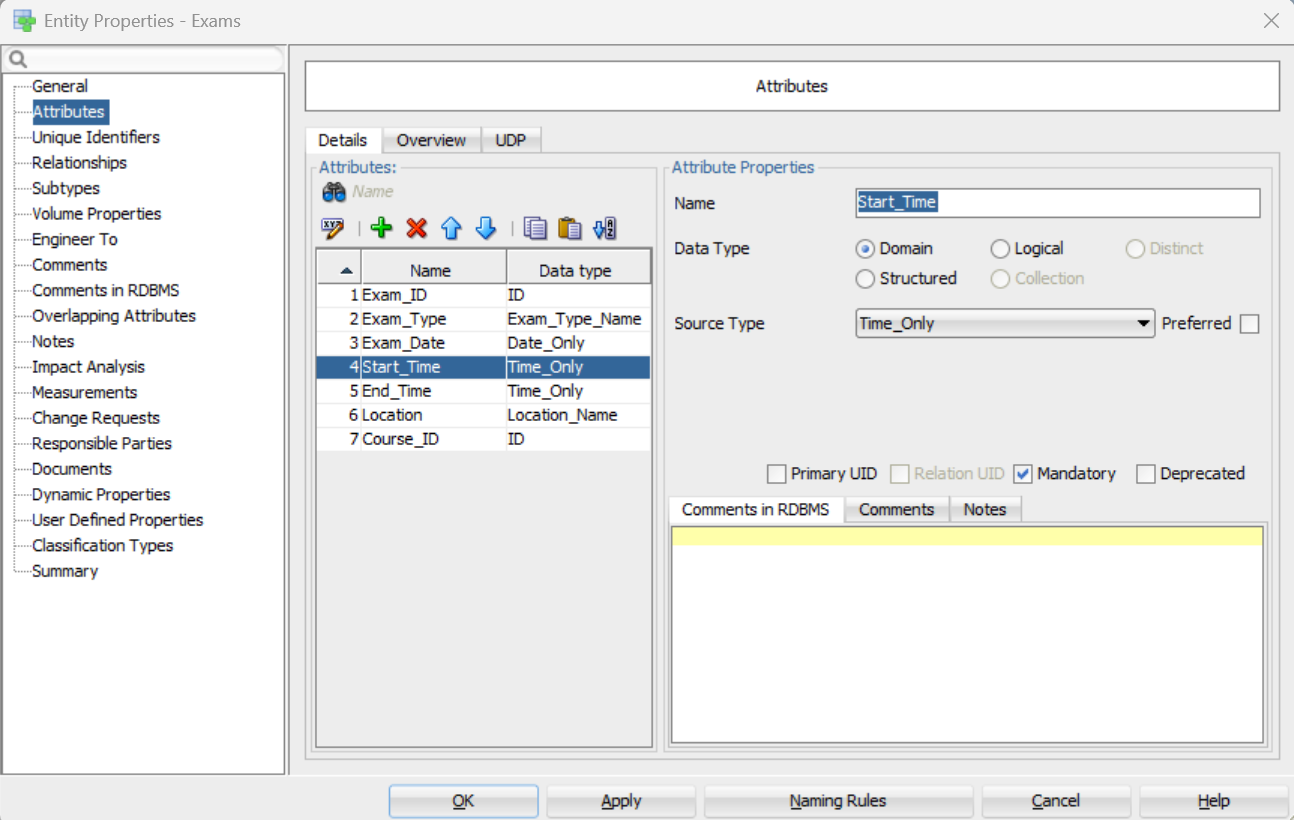 Entity Properties - Exams
General
Attributes
Unique Identifiers
Relationships
Subtypes
Volume Properties
Engineer To
Comments
Comments in RDBMS
Overlapping Attributes
Notes
Impact Analysis
Measurements
Change Requests
Responsible Parties
Documents
Dynamic Properties
User Defined Properties
Classification Types
Summary
Attributes
Details Overview UDP
Attributes:
Name
Name Data type
1 Exam_ID ID
2 Exam_Type Exam_Type_Name
3 Exam_Date Date_Only
4 Start_Time Time_Only
5 End_Time Time_Only
6 Location Location_Name
7 Course_ID ID
Attribute Properties
Name Start_Time
Data Type Domain Logical Distinct
Structured Collection
Source Type Time_Only Preferred
Primary UID Relation UID Mandatory Deprecated
Comments in RDBMS Comments Notes
OK Apply Naming Rules Cancel Help